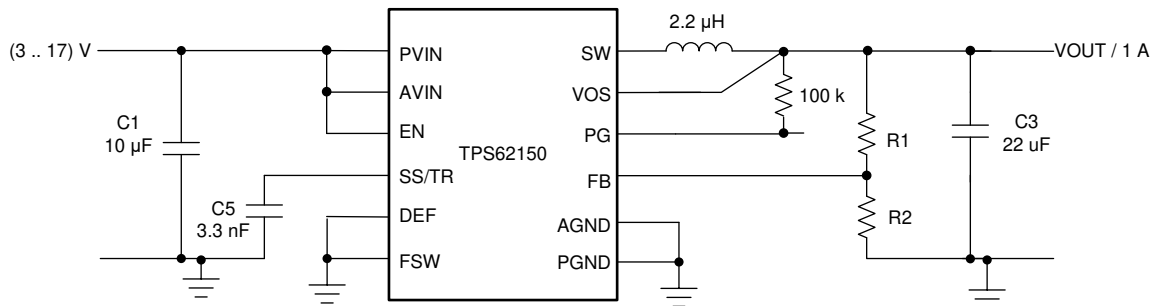 2.2 µH
(3 .. 17) V
PVIN
SW
VOUT / 1 A
AVIN
VOS
100 k
C1
10 µF
EN
PG
R1
C3
22 uF
TPS62150
SS/TR
FB
C5
3.3 nF
DEF
AGND
R2
FSW
PGND